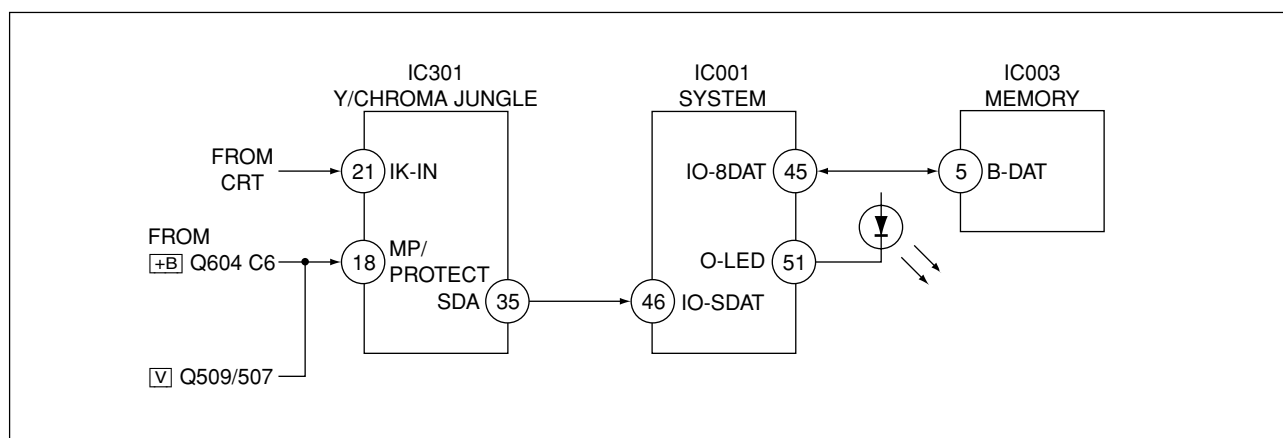 IC301
Y/CHROMA JUNGLE
IC001
SYSTEM
IC003
MEMORY
FROM
CRT
21 IK-IN
IO-8DAT 45
5 B-DAT
FROM
+B Q604 C6
18 MP/
PROTECT
O-LED 51
SDA 35
46 IO-SDAT
V Q509/507